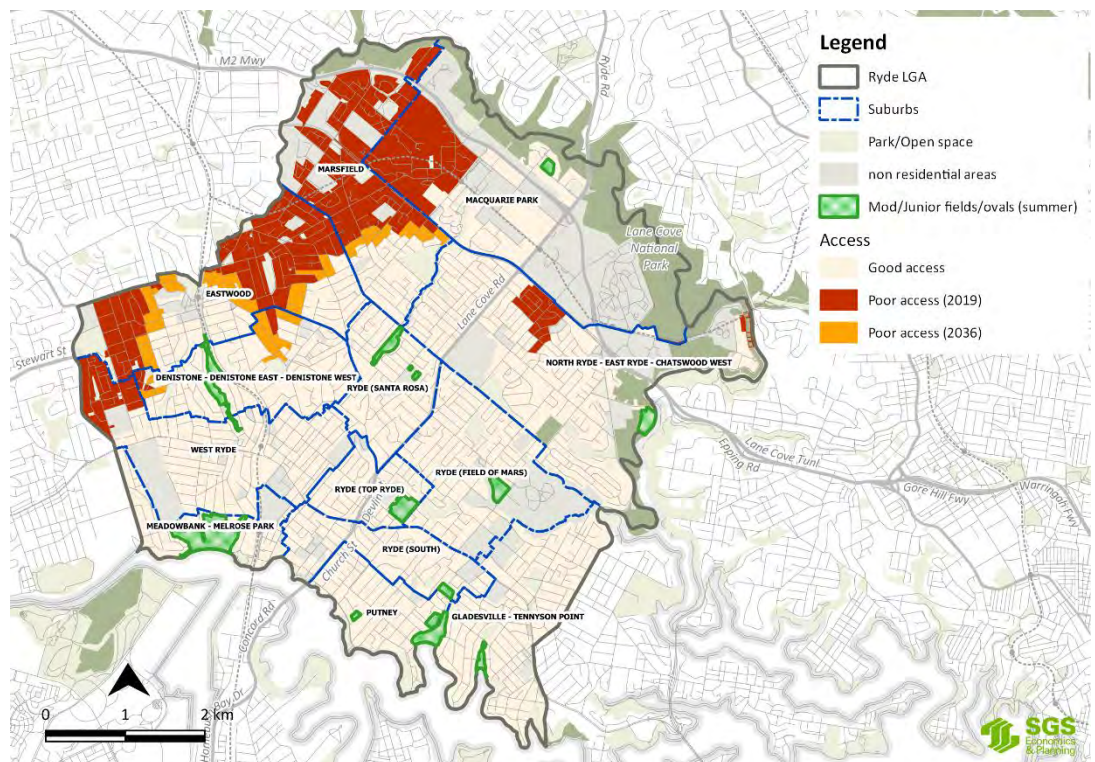 Legend
Ryde LGA
Suburbs
Park/Open space
non residential areas
Mod/Junior fields/ovals (summer)
Access
Good access
Poor access (2019)
Poor access (2036)
M2 Mwy
Ryde Rd
MARSFIELD
MACQUARIE PARK
Lane Cove
National
Park
EASTWOOD
Lane Cove Rd
Stewart St
NORTH RYDE - EAST RYDE - CHATSWOOD WEST
DENISTONE - DENISTONE EAST - DENISTONE WEST
RYDE (SANTA ROSA)
WEST RYDE
Lane Cove Tunl
Epping Rd
RYDE (FIELD OF MARS)
RYDE (TOP RYDE)
Gore Hill Fwy
Warringah Fwy
Devlin
MEADOWBANK - MELROSE PARK
RYDE (SOUTH)
Church St
PUTNEY
GLADESVILLE - TENNYSON POINT
Concord Rd
Bay Dr
0 1 2 km
SGS
Economics
& Planning